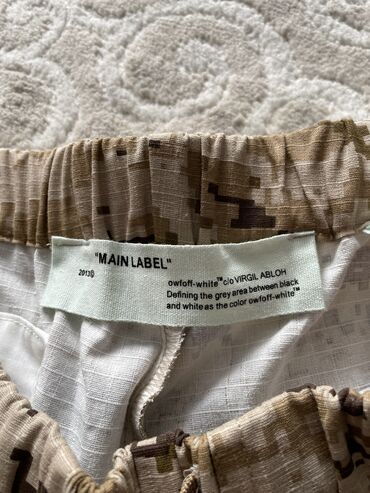 "MAIN LABEL"
2013®
owfoff-white™c/o VIRGIL ABLOH
Defining the grey area between black
and white as the color owfoff-white™